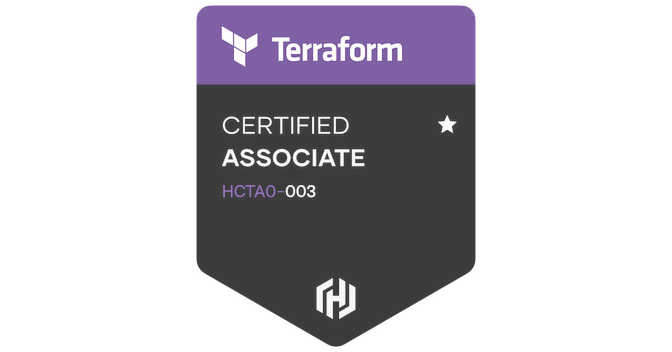 Terraform
CERTIFIED
ASSOCIATE
HCTA0-003